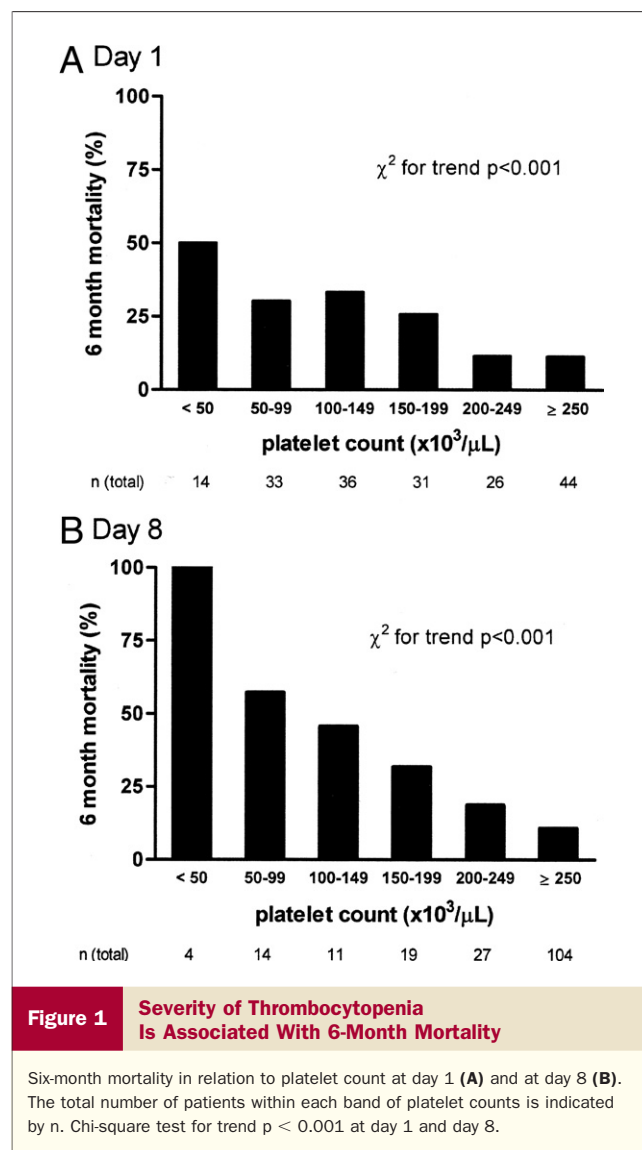 A Day 1
100
75
50
25
0
6 month mortality (%)
χ² for trend p<0.001
< 50 50-99 100-149 150-199 200-249 ≥ 250
platelet count (x10³/μL)
n (total) 14 33 36 31 26 44
B Day 8
100
75
50
25
0
6 month mortality (%)
χ² for trend p<0.001
< 50 50-99 100-149 150-199 200-249 ≥ 250
platelet count (x10³/μL)
n (total) 4 14 11 19 27 104
Figure 1
Severity of Thrombocytopenia
Is Associated With 6-Month Mortality
Six-month mortality in relation to platelet count at day 1 (A) and at day 8 (B).
The total number of patients within each band of platelet counts is indicated
by n. Chi-square test for trend p < 0.001 at day 1 and day 8.